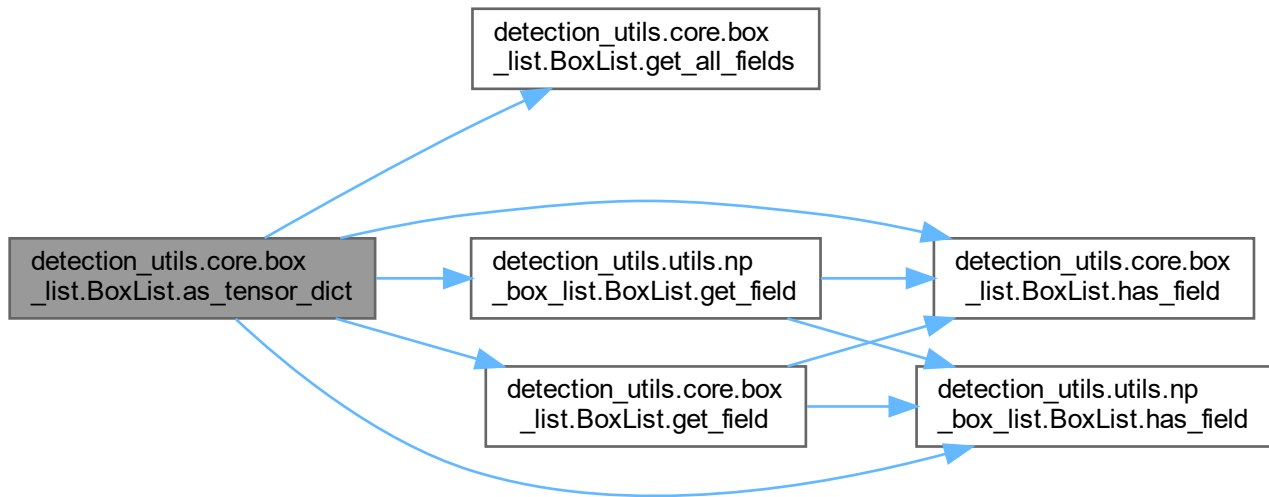 detection_utils.core.box
_list.BoxList.get_all_fields
detection_utils.core.box
_list.BoxList.as_tensor_dict
detection_utils.utils.np
_box_list.BoxList.get_field
detection_utils.core.box
_list.BoxList.has_field
detection_utils.core.box
_list.BoxList.get_field
detection_utils.utils.np
_box_list.BoxList.has_field